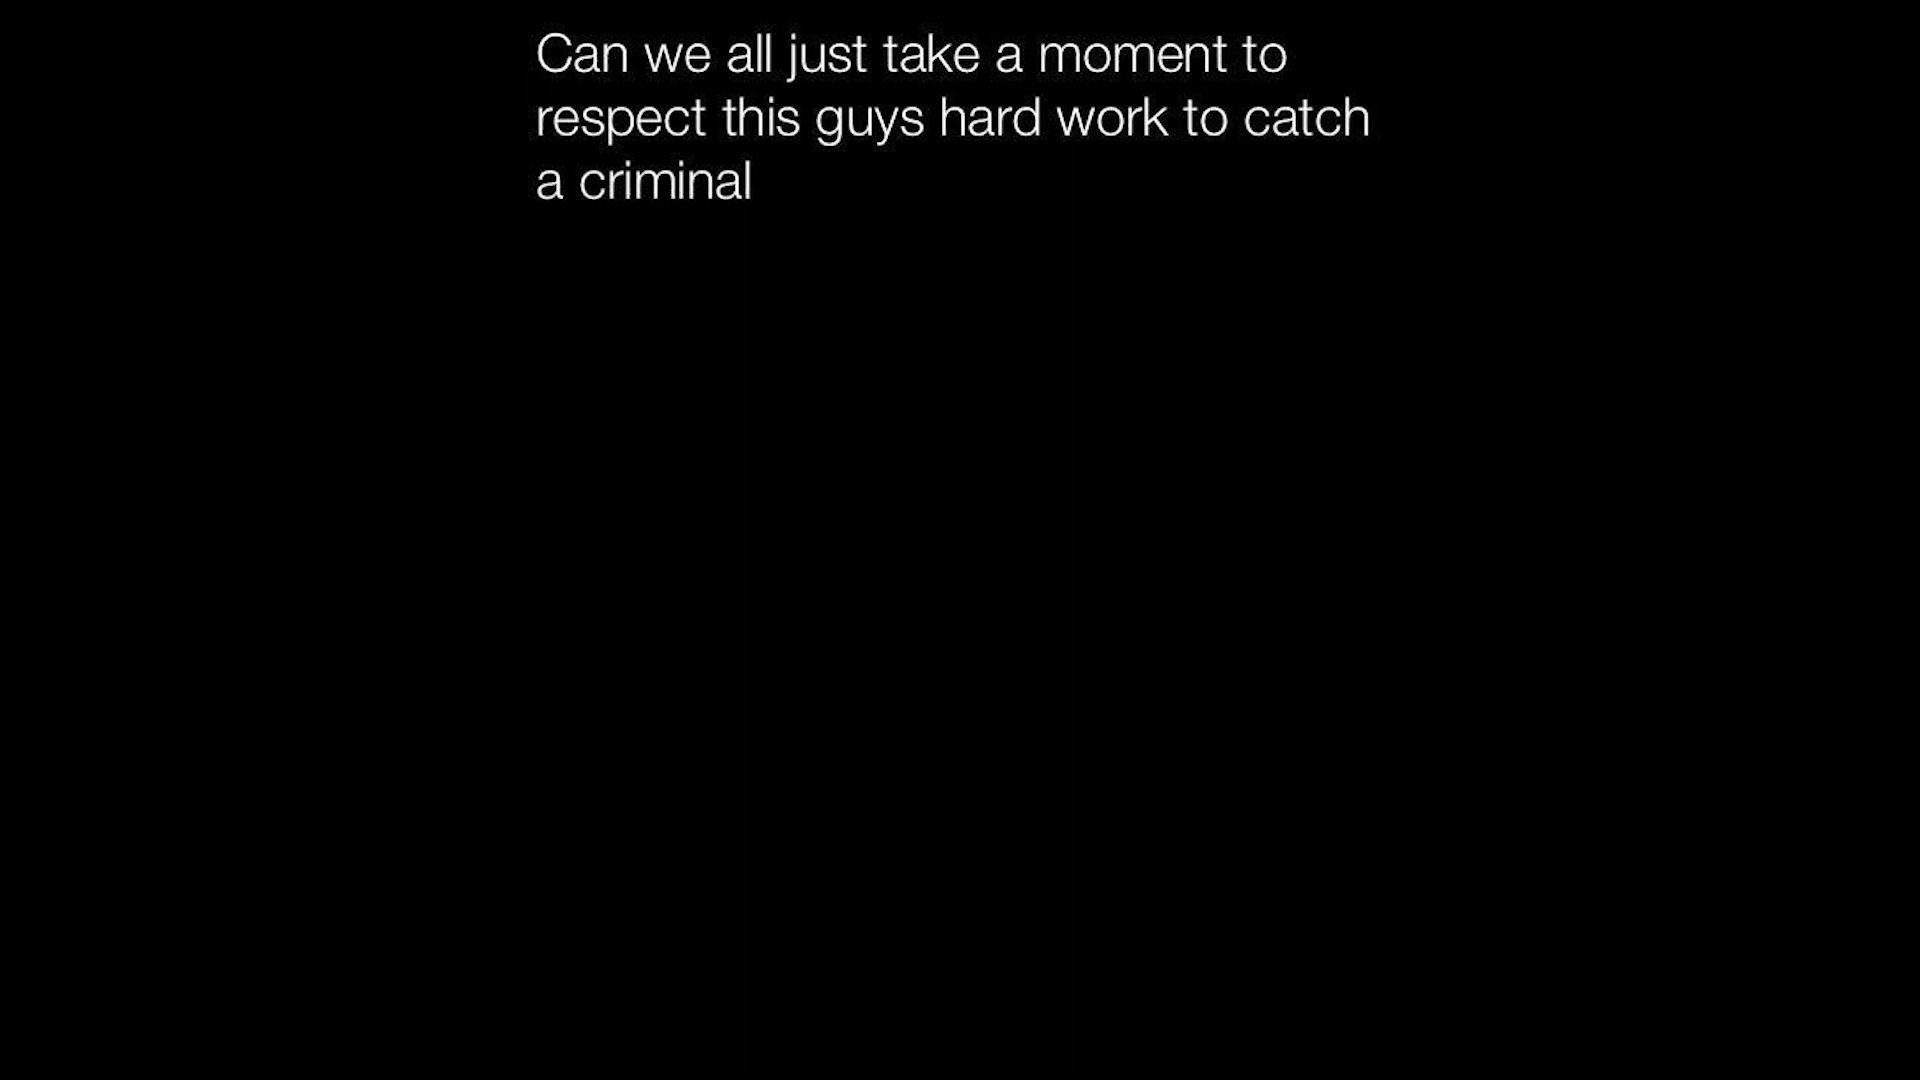 Can we all just take a moment to
respect this guys hard work to catch
a criminal